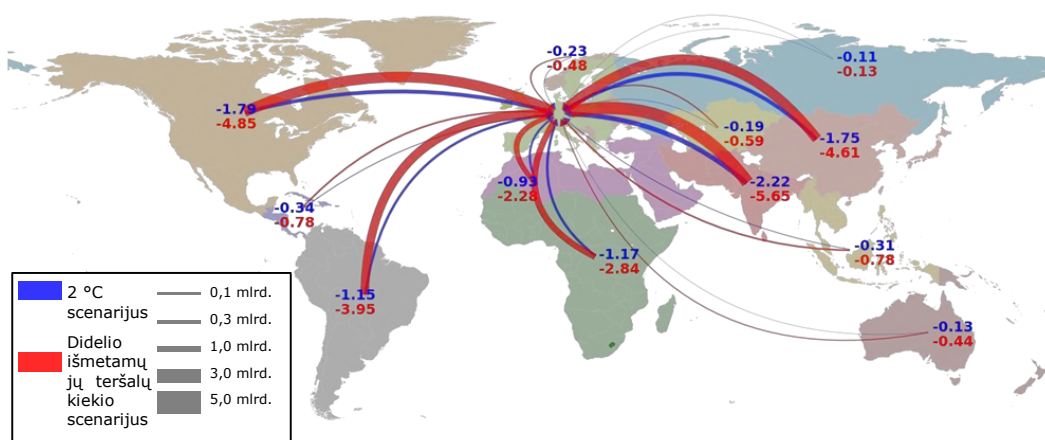 -0.23
-0.48
-0.11
-0.13
-1.79
-4.85
-0.19
-0.59
-1.75
-4.61
-0.93
-2.28
-2.22
-5.65
-0.34
-0.78
-0.31
-0.78
-1.17
-2.84
-1.15
-3.95
-0.13
-0.44
2 °C
scenarijus
Didelio
išmetamų
jų teršalų
kiekio
scenarijus
0,1 mlrd.
0,3 mlrd.
1,0 mlrd.
3,0 mlrd.
5,0 mlrd.